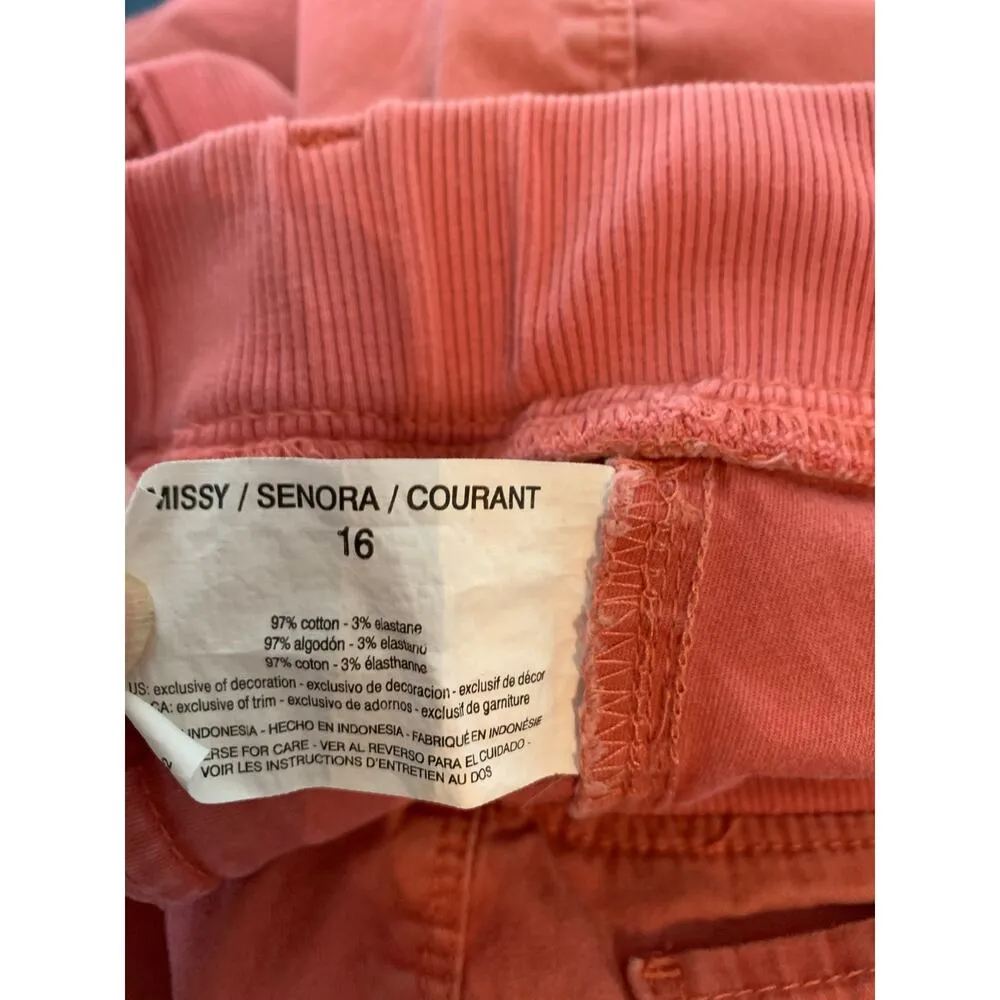 MISSY / SENORA / COURANT
16
97% cotton - 3% elastane
97% algodón - 3% elastano
97% coton - 3% élasthanne
US: exclusive of decoration - exclusivo de decoracion - exclusif de décor
CA: exclusive of trim - exclusivo de adornos - exclusif de garniture
INDONESIA - HECHO EN INDONESIA - FABRIQUÉ EN INDONÉSIE
FOR CARE - VER AL REVERSO PARA EL CUIDADO -
VOIR LES INSTRUCTIONS D'ENTRETIEN AU DOS